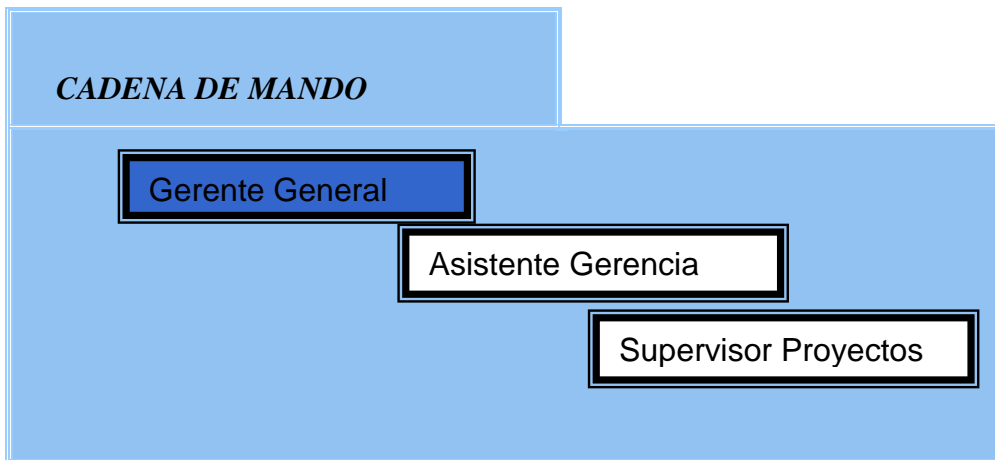 CADENA DE MANDO
Gerente General
Asistente Gerencia
Supervisor Proyectos